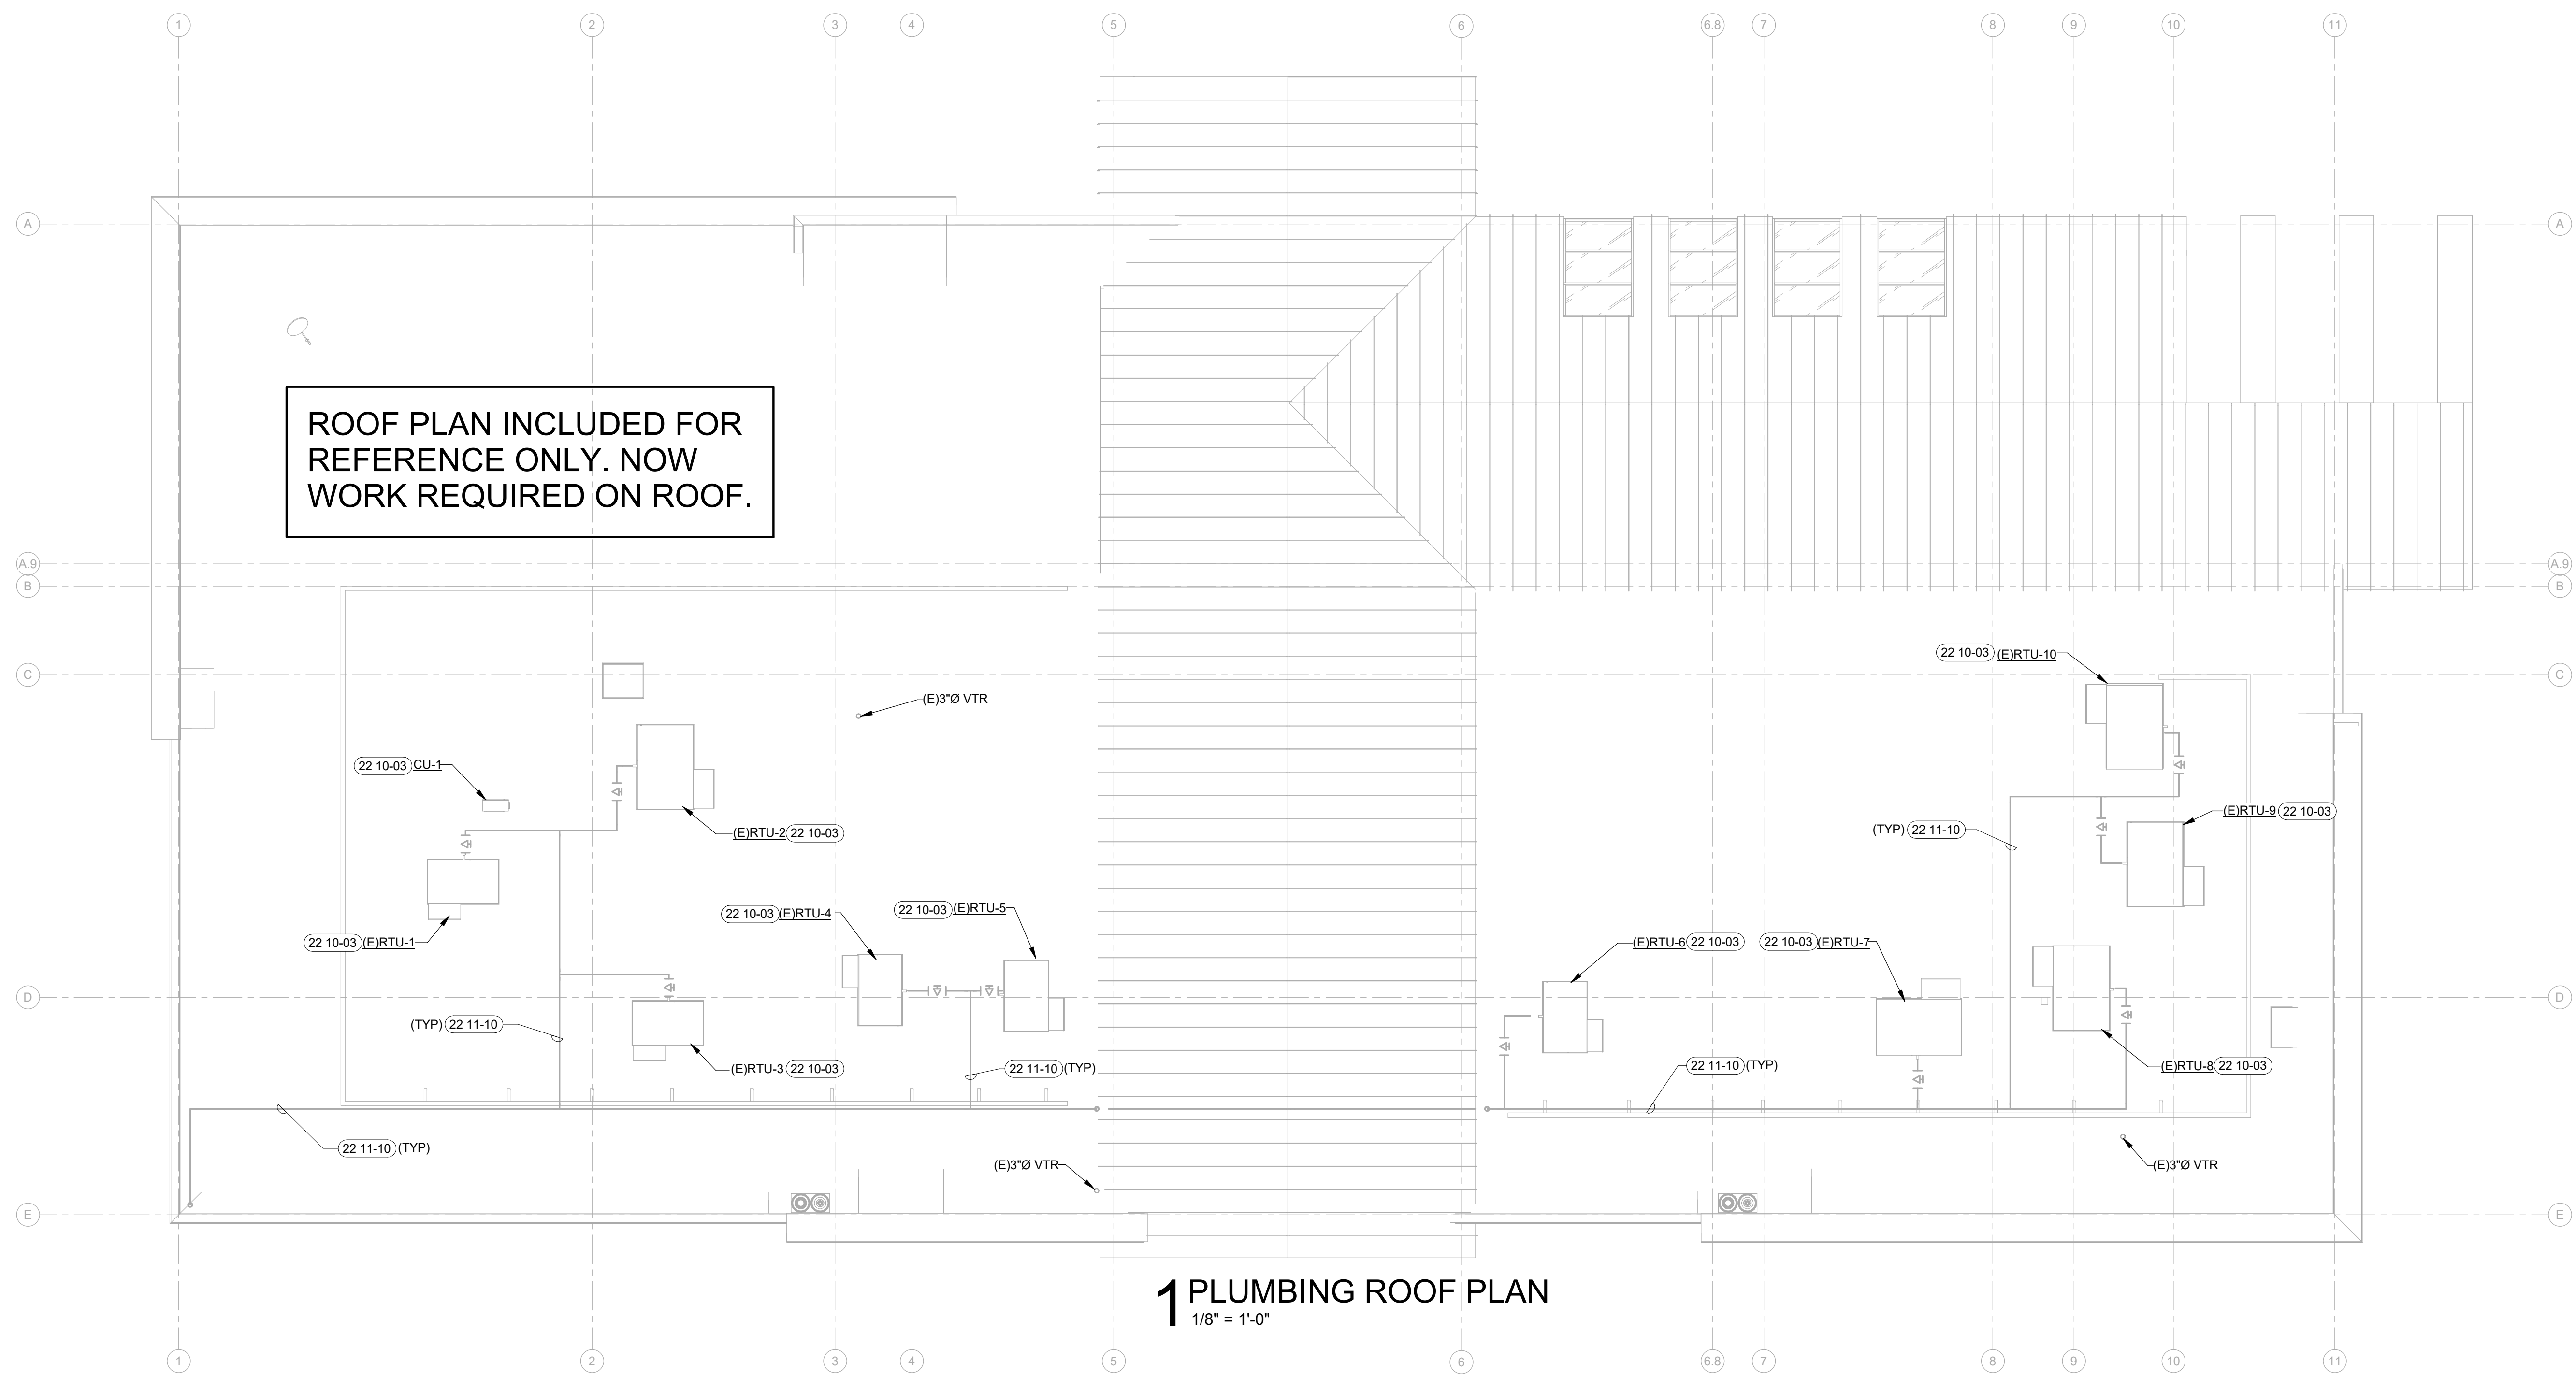 1 2 3 4 5 6 6.8 7 8 9 10 11
A A
ROOF PLAN INCLUDED FOR
REFERENCE ONLY. NOW
WORK REQUIRED ON ROOF.
A.9 A.9
B B
22 10-03 (E)RTU-10
C C
(E)3"Ø VTR
22 10-03 CU-1
(E)RTU-2 22 10-03
(E)RTU-9 22 10-03
(TYP) 22 11-10
22 10-03 (E)RTU-4
22 10-03 (E)RTU-5
22 10-03 (E)RTU-1
(E)RTU-6 22 10-03
22 10-03 (E)RTU-7
D D
(TYP) 22 11-10
(E)RTU-3 22 10-03
22 11-10 (TYP)
22 11-10 (TYP)
(E)RTU-8 22 10-03
22 11-10 (TYP)
(E)3"Ø VTR
(E)3"Ø VTR
E E
1 PLUMBING ROOF PLAN
1/8" = 1'-0"
1 2 3 4 5 6 6.8 7 8 9 10 11